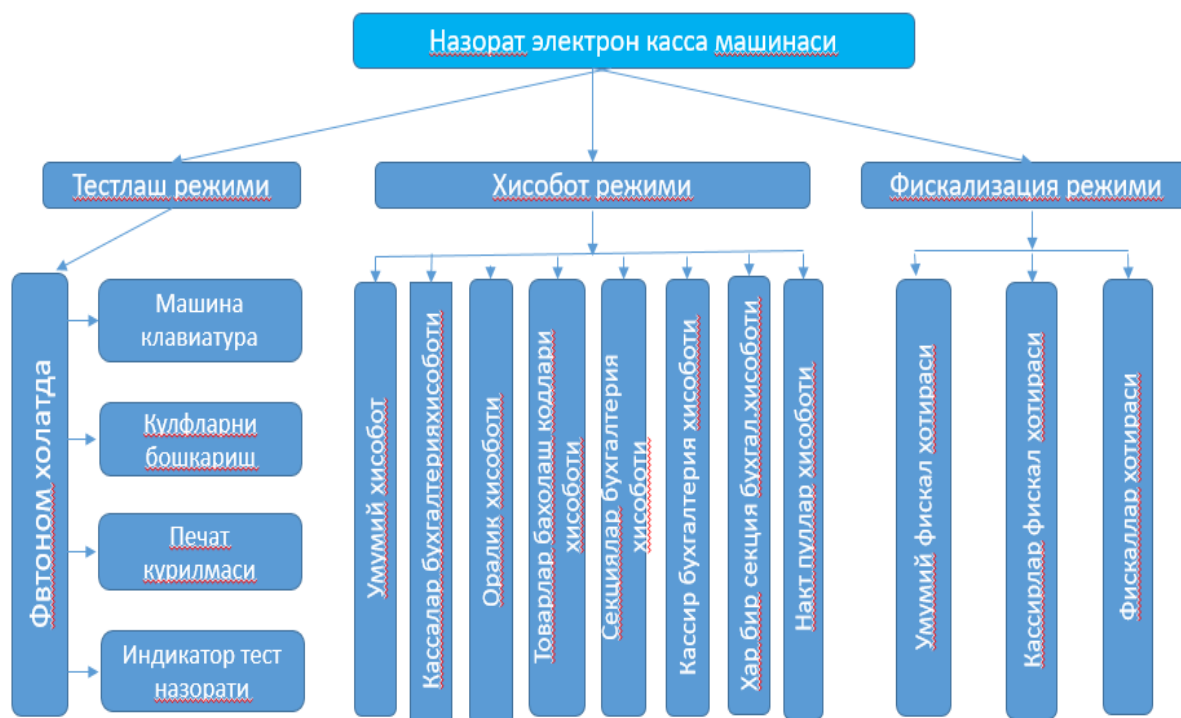 Назорат электрон касса машинаси
Тестлаш режими
Хисобот режими
Фискализация режими
Фвтоном холатда
Машина
клавиатура
Кулфларни
бошкариш
Печат
курилмаси
Индикатор тест
назорати
Умумий хисобот
Кассалар бухгалтерияхисоботи
Оралик хисоботи
Товарлар бахолаш кодлари
хисоботи
Секциялар бухгалтерия
хисоботи
Кассир бухгалтерия хисоботи
Хар бир секция бухгал.хисоботи
Накт пуллар хисоботи
Умумий фискал хотираси
Кассирлар фискал хотираси
Фискаллар хотираси